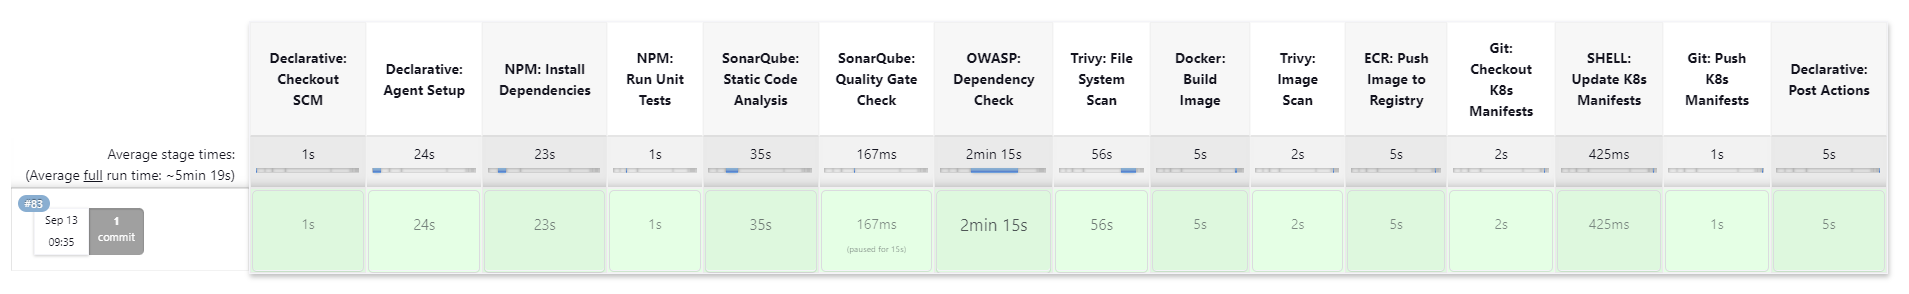 Declarative:
Checkout
SCM
Declarative:
Agent Setup
NPM: Install
Dependencies
NPM:
Run Unit
Tests
SonarQube:
Static Code
Analysis
SonarQube:
Quality Gate
Check
OWASP:
Dependency
Check
Trivy: File
System
Scan
Docker:
Build
Image
Trivy:
Image
Scan
ECR: Push
Image to
Registry
Git:
Checkout
K8s
Manifests
SHELL:
Update K8s
Manifests
Git: Push
K8s
Manifests
Declarative:
Post Actions
Average stage times:
(Average full run time: ~5min 19s)
1s
24s
23s
1s
35s
167ms
2min 15s
56s
5s
2s
5s
2s
425ms
1s
5s
#83
Sep 13
09:35
1
commit
1s
24s
23s
1s
35s
167ms
(paused for 15s)
2min 15s
56s
5s
2s
5s
2s
425ms
1s
5s